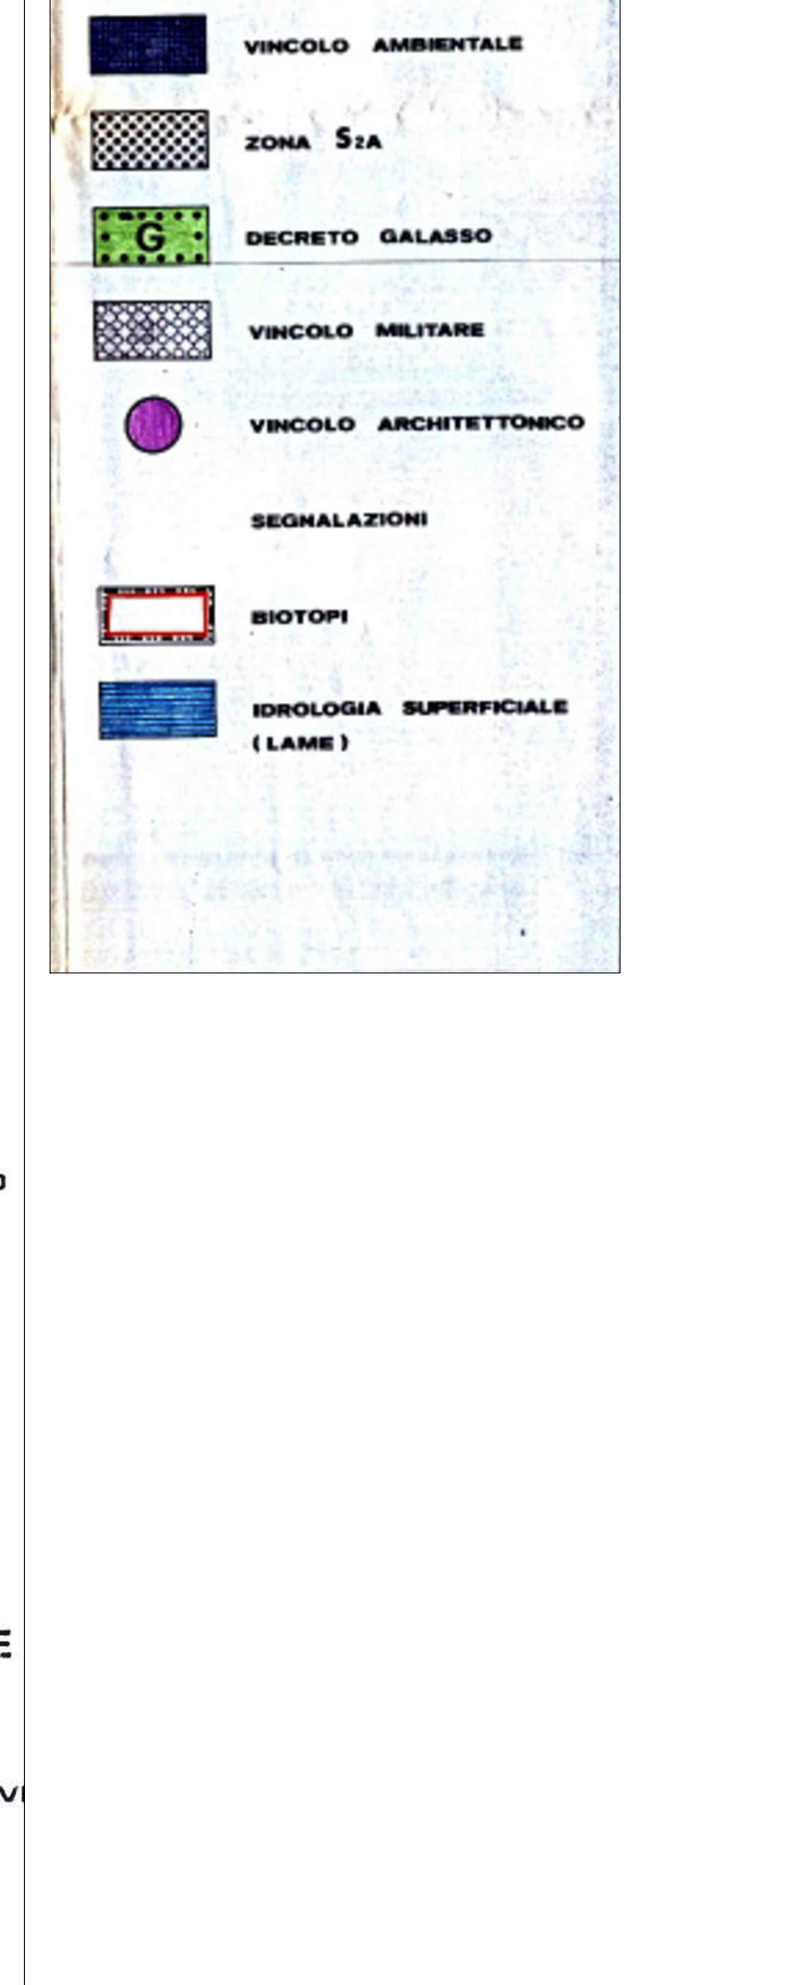 VINCOLO AMBIENTALE
ZONA S2A
G
DECRETO GALASSO
VINCOLO MILITARE
VINCOLO ARCHITETTONICO
SEGNALAZIONI
BIOTOPI
IDROLOGIA SUPERFICIALE
(LAME)